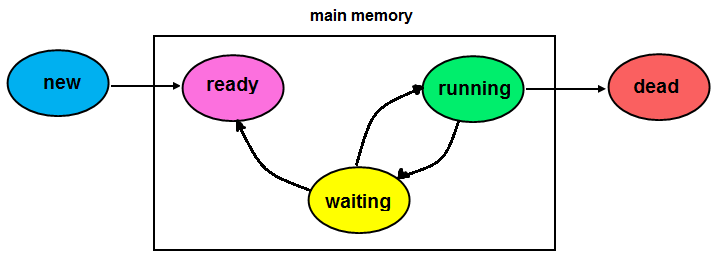 main memory
new
ready
running
dead
waiting